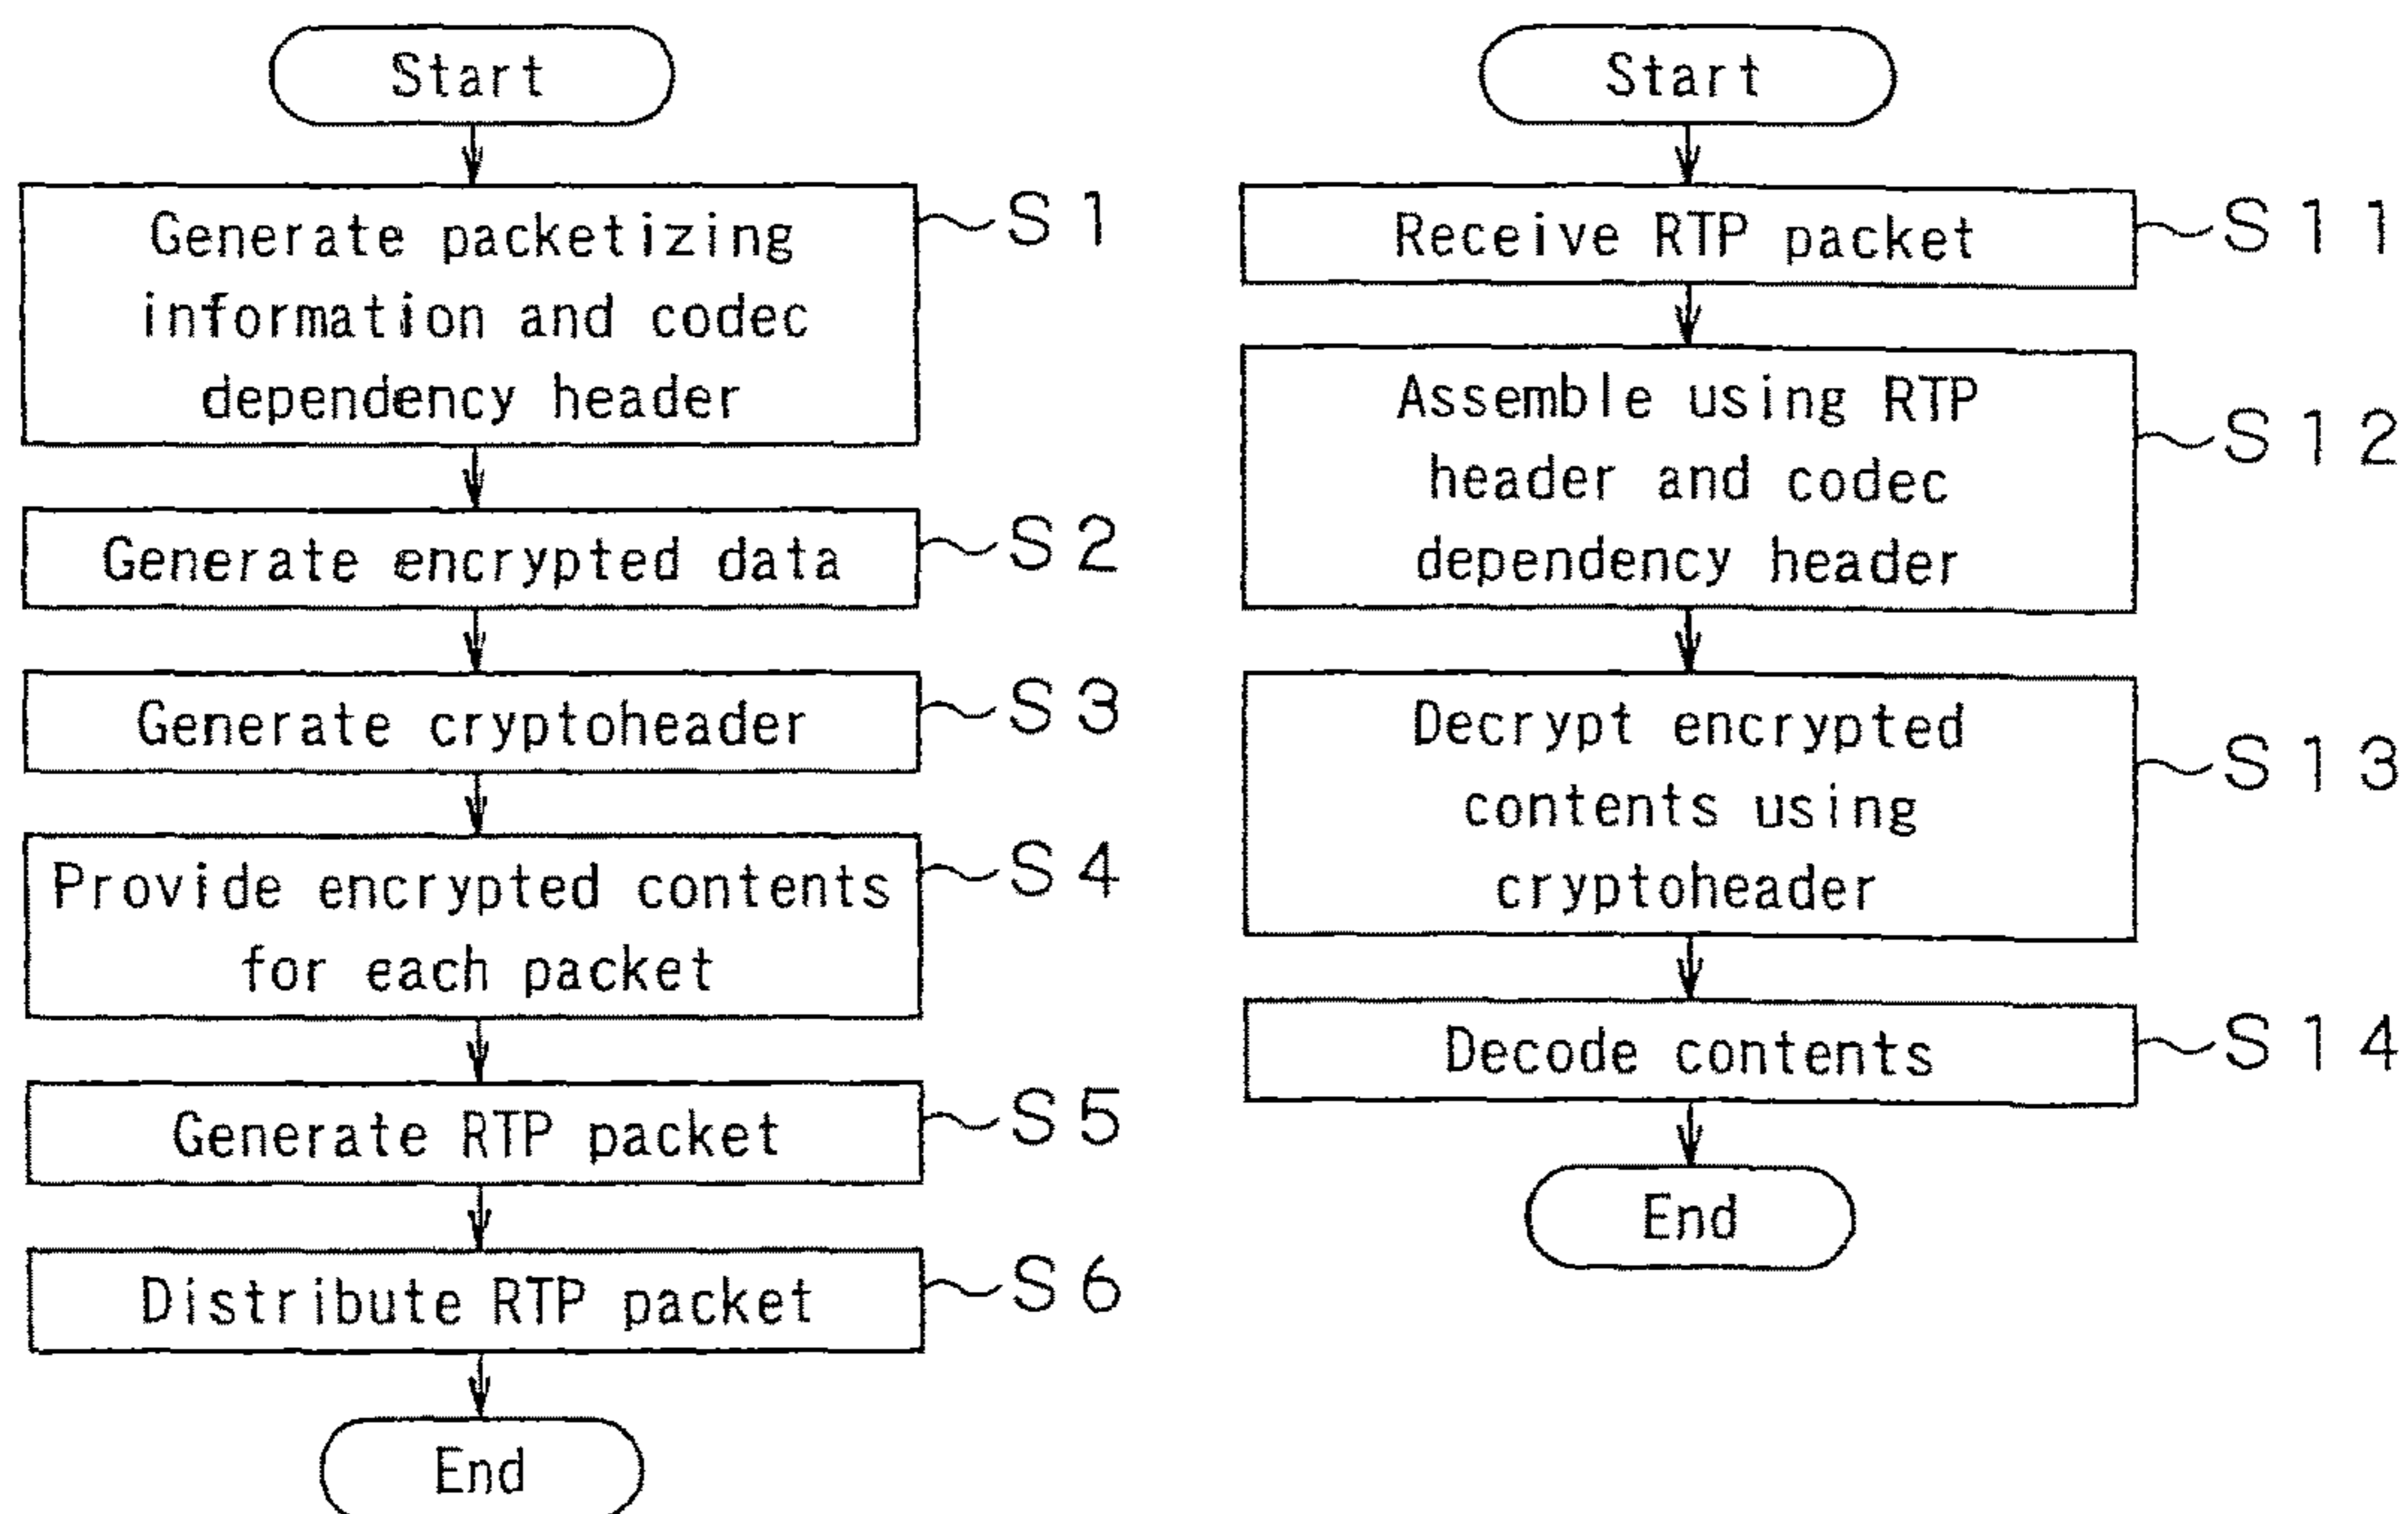 Start
Generate packetizing
information and codec
dependency header
S1
Generate encrypted data
S2
Generate cryptoheader
S3
Provide encrypted contents
for each packet
S4
Generate RTP packet
S5
Distribute RTP packet
S6
End
Start
Receive RTP packet
S11
Assemble using RTP
header and codec
dependency header
S12
Decrypt encrypted
contents using
cryptoheader
S13
Decode contents
S14
End